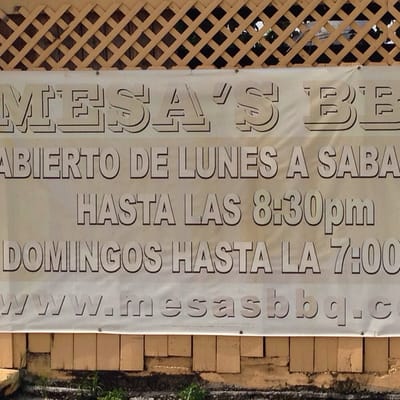 MESA'S BB
ABIERTO DE LUNES A SABA
HASTA LAS 8:30pm
DOMINGOS HASTA LA 7:00
www.mesasbbq.c